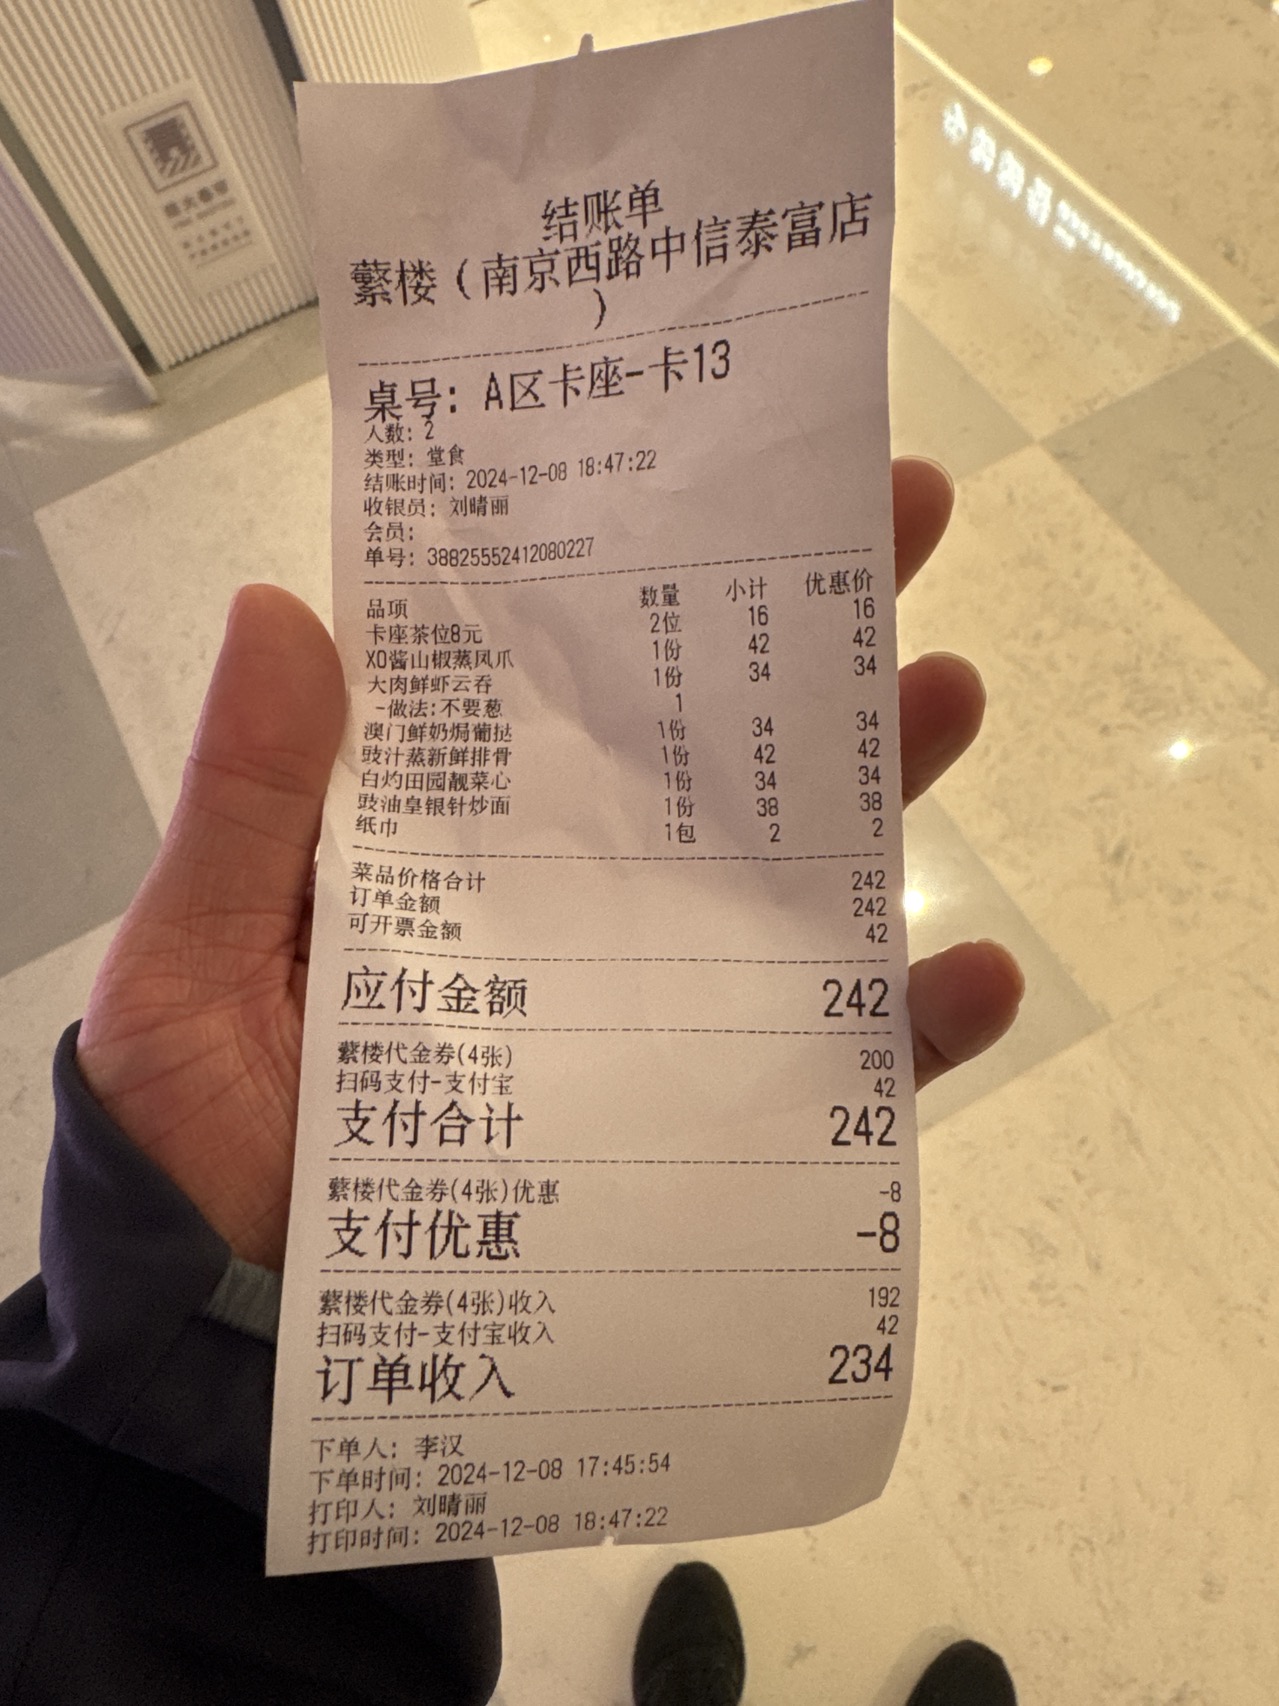 结账单
蘩楼（南京西路中信泰富店
）
桌号：A区卡座-卡13
人数：2
类型：堂食
结账时间：2024-12-08 18:47:22
收银员：刘晴丽
会员：
单号：38825552412080227
品项 数量 小计 优惠价
卡座茶位8元 2位 16 16
XO酱山椒蒸凤爪 1份 42 42
大肉鲜虾云吞 1份 34 34
-做法:不要葱 1
澳门鲜奶焗葡挞 1份 34 34
豉汁蒸新鲜排骨 1份 42 42
白灼田园靓菜心 1份 34 34
豉油皇银针炒面 1份 38 38
纸巾 1包 2 2
菜品价格合计 242
订单金额 242
可开票金额 42
应付金额 242
蘩楼代金券(4张) 200
扫码支付-支付宝 42
支付合计 242
蘩楼代金券(4张)优惠 -8
支付优惠 -8
蘩楼代金券(4张)收入 192
扫码支付-支付宝收入 42
订单收入 234
下单人：李汉
下单时间：2024-12-08 17:45:54
打印人：刘晴丽
打印时间：2024-12-08 18:47:22